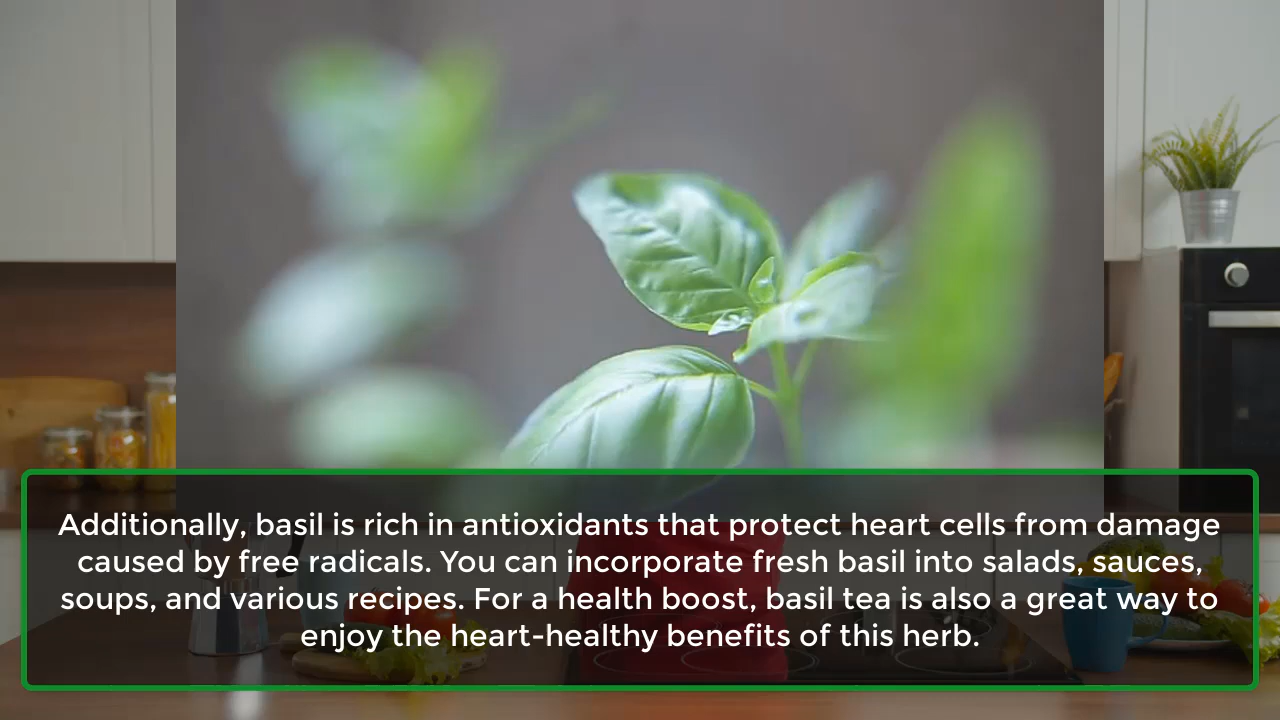 Additionally, basil is rich in antioxidants that protect heart cells from damage
caused by free radicals. You can incorporate fresh basil into salads, sauces,
soups, and various recipes. For a health boost, basil tea is also a great way to
enjoy the heart-healthy benefits of this herb.